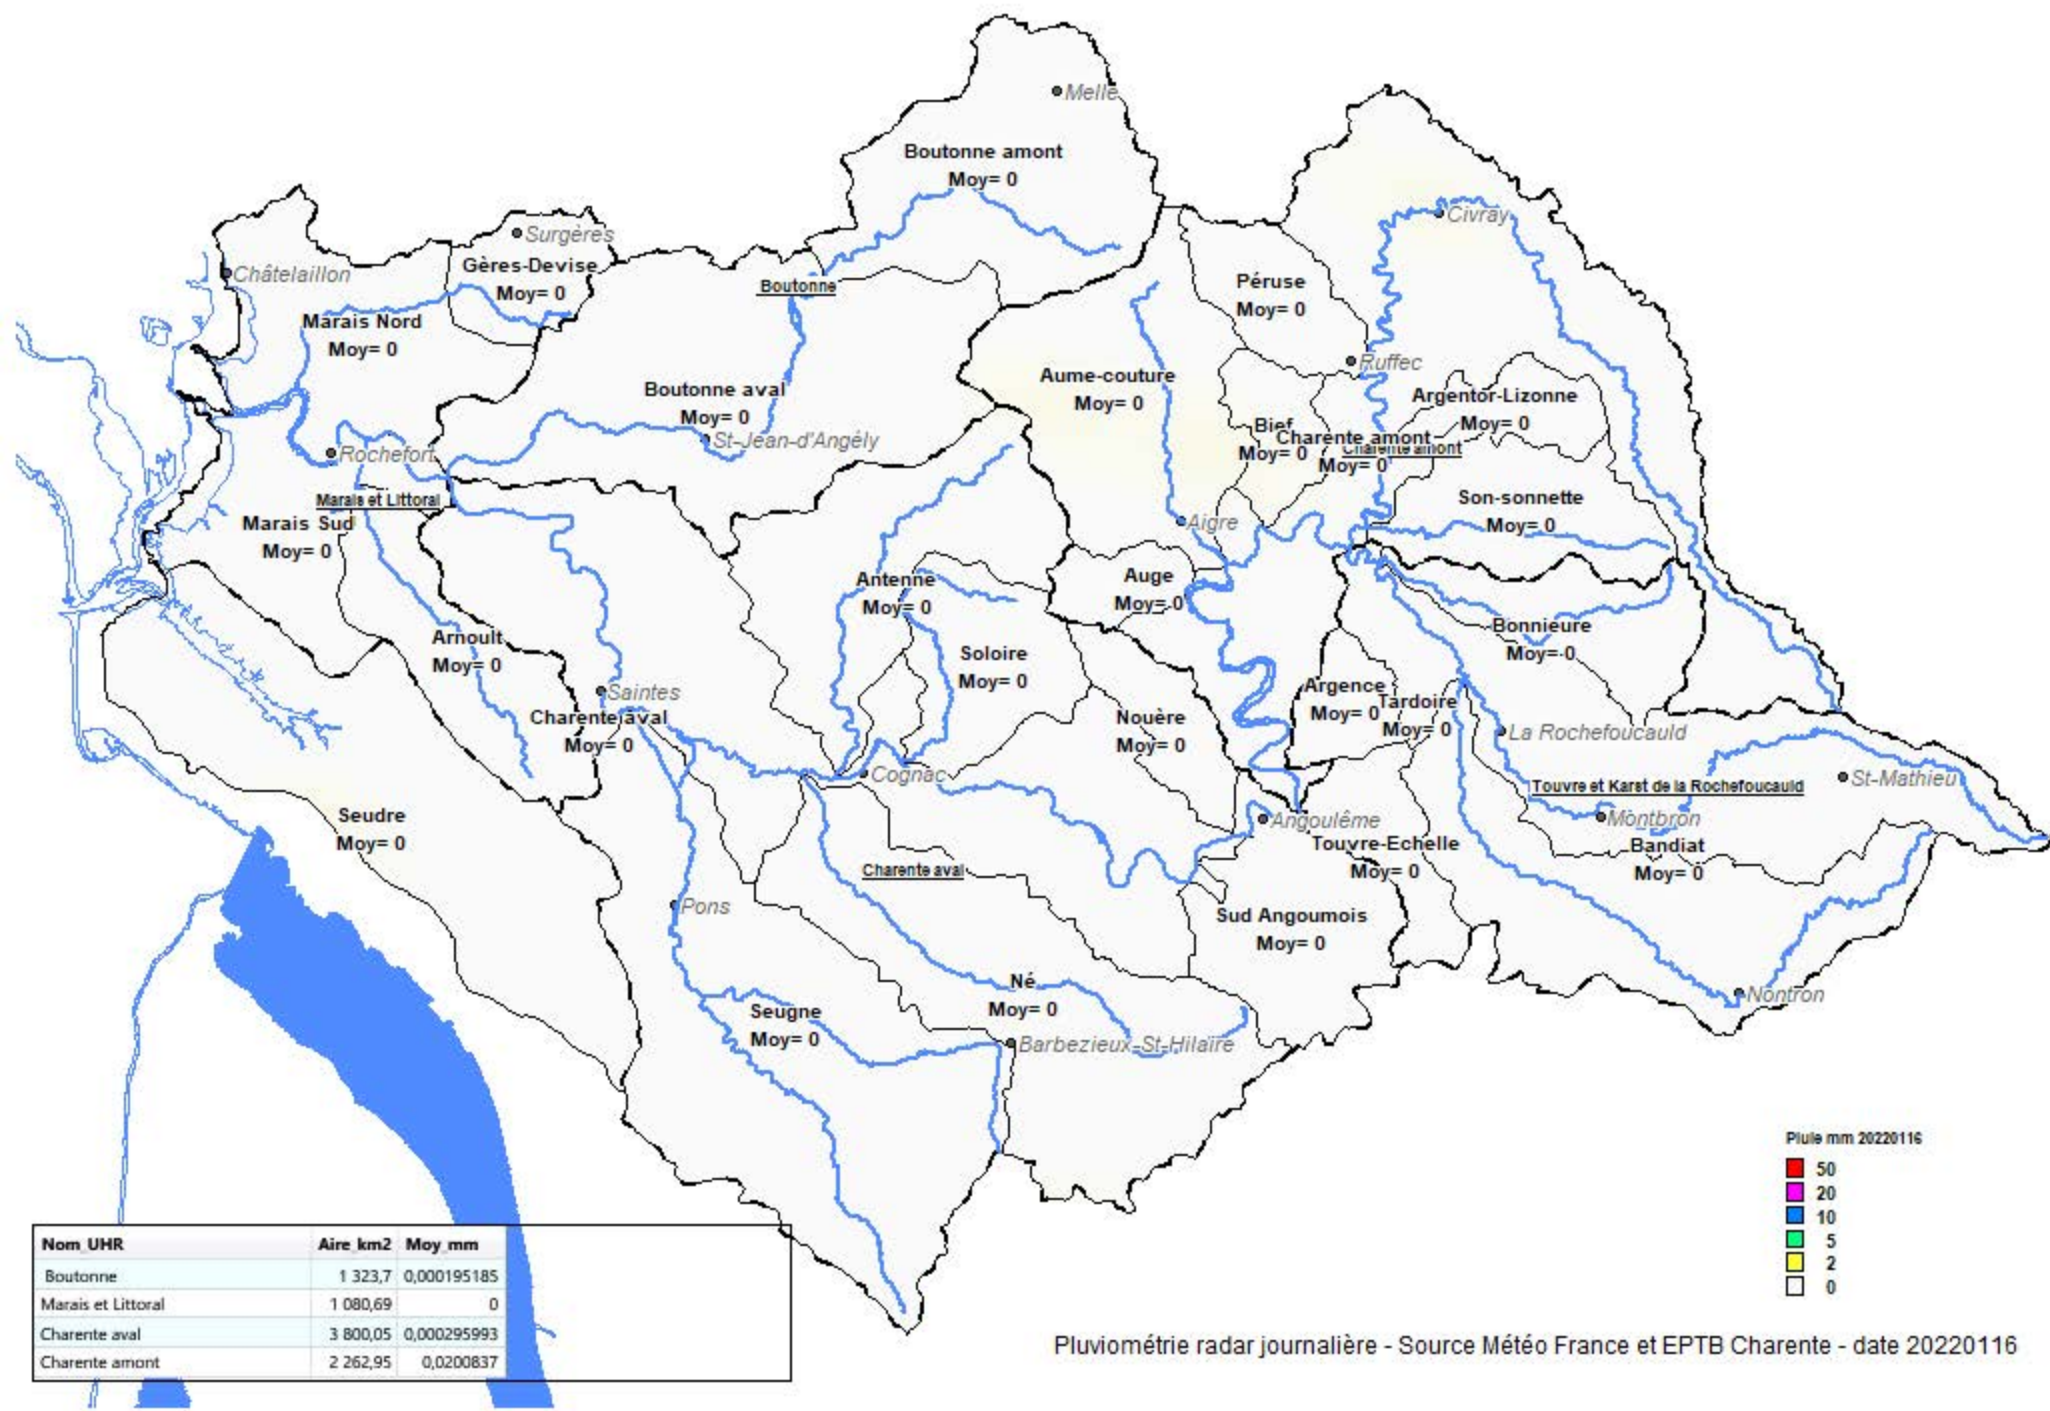 Melle
Boutonne amont
Moy= 0
Civray
Surgères
Châtelaillon
Gères-Devise
Moy= 0
Boutonne
Péruse
Moy= 0
Marais Nord
Moy= 0
Ruffec
Aume-couture
Moy= 0
Boutonne aval
Moy= 0
Argentor-Lizonne
Moy= 0
Bief
Moy= 0
Charente amont
Moy= 0
Charente amont
St-Jean-d'Angély
Rochefort
Marais et Littoral
Son-sonnette
Moy= 0
Marais Sud
Moy= 0
Aigre
Antenne
Moy= 0
Auge
Moy= 0
Bonnieure
Moy= 0
Arnoult
Moy= 0
Soloire
Moy= 0
Saintes
Argence
Moy= 0
Tardoire
Moy= 0
Charente aval
Moy= 0
Nouère
Moy= 0
La Rochefoucauld
Cognac
Touvre et Karst de la Rochefoucauld
St-Mathieu
Seudre
Moy= 0
Angoulême
Montbron
Touvre-Echelle
Moy= 0
Bandiat
Moy= 0
Charente aval
Pons
Sud Angoumois
Moy= 0
Né
Moy= 0
Nontron
Seugne
Moy= 0
Barbezieux-St-Hilaire
Pluie mm 20220116
50
20
10
5
2
0
Nom_UHR Aire_km2 Moy_mm
Boutonne 1 323,7 0,000195185
Marais et Littoral 1 080,69 0
Charente aval 3 800,05 0,000295993
Charente amont 2 262,95 0,0200837
Pluviométrie radar journalière - Source Météo France et EPTB Charente - date 20220116